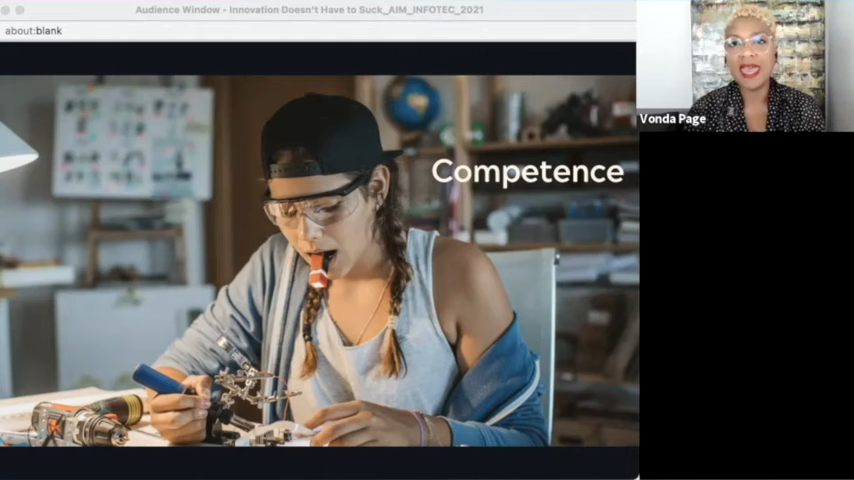 Audience Window - Innovation Doesn't Have to Suck_AIM_INFOTEC_2021
about:blank
Competence
Vonda Page